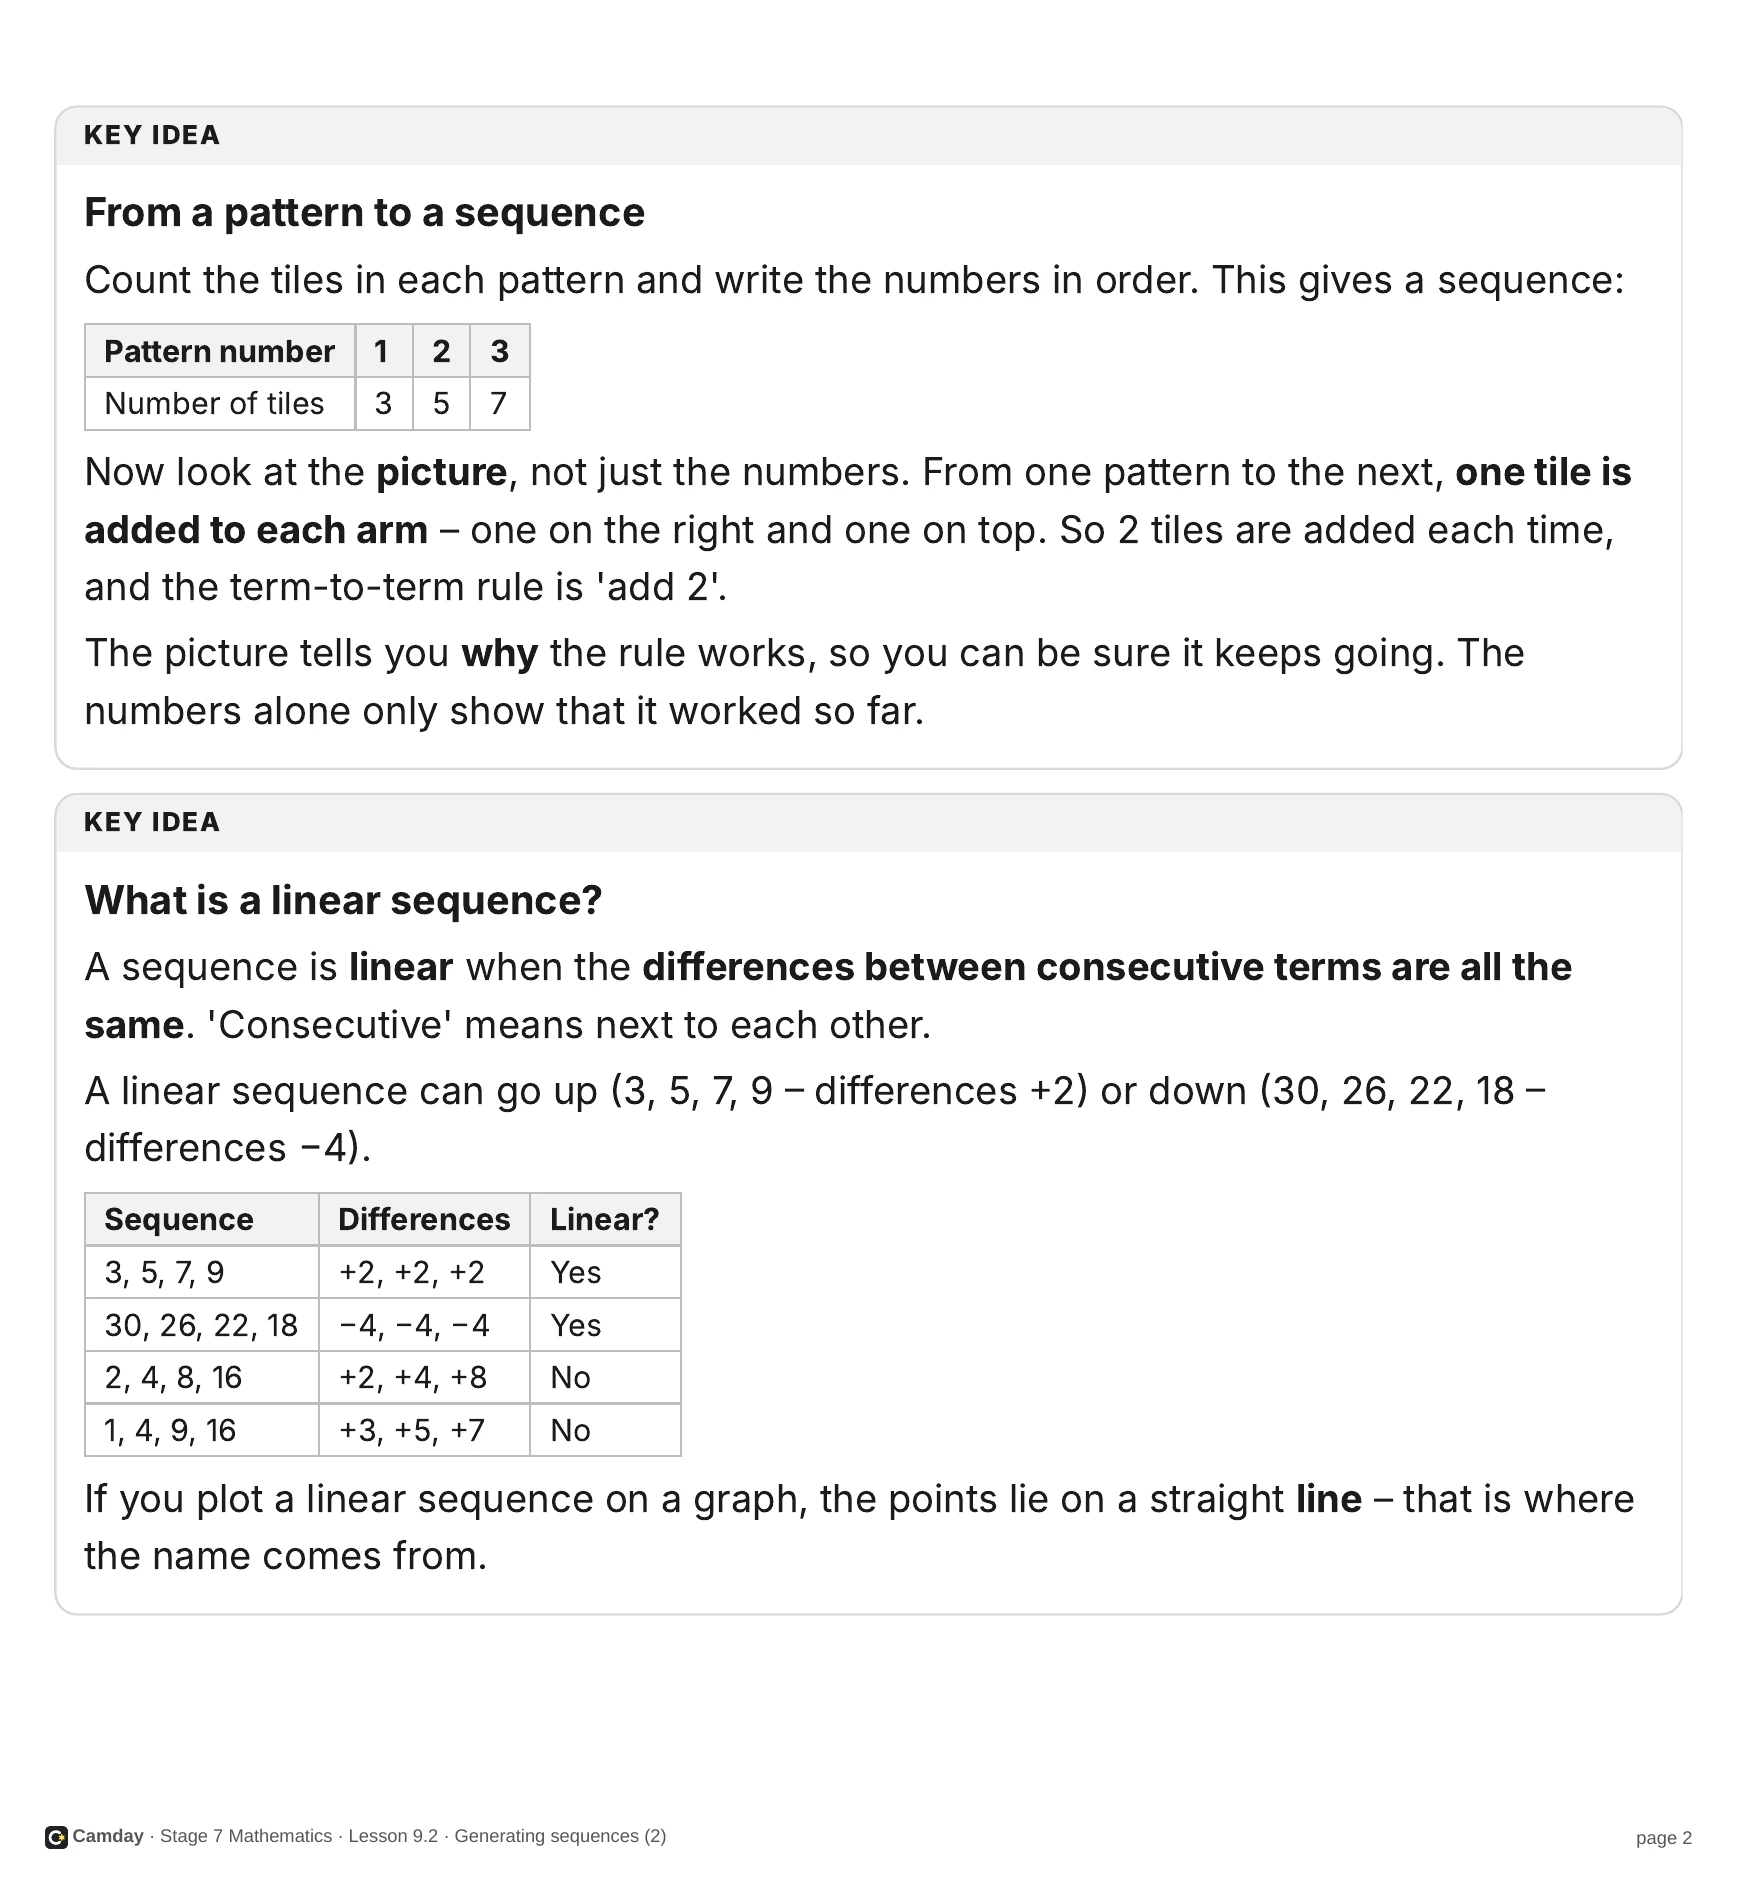 KEY IDEA
From a pattern to a sequence
Count the tiles in each pattern and write the numbers in order. This gives a sequence:
Pattern number 1 2 3
Number of tiles 3 5 7
Now look at the picture, not just the numbers. From one pattern to the next, one tile is
added to each arm – one on the right and one on top. So 2 tiles are added each time,
and the term-to-term rule is 'add 2'.
The picture tells you why the rule works, so you can be sure it keeps going. The
numbers alone only show that it worked so far.
KEY IDEA
What is a linear sequence?
A sequence is linear when the differences between consecutive terms are all the
same. 'Consecutive' means next to each other.
A linear sequence can go up (3, 5, 7, 9 – differences +2) or down (30, 26, 22, 18 –
differences −4).
Sequence Differences Linear?
3, 5, 7, 9 +2, +2, +2 Yes
30, 26, 22, 18 −4, −4, −4 Yes
2, 4, 8, 16 +2, +4, +8 No
1, 4, 9, 16 +3, +5, +7 No
If you plot a linear sequence on a graph, the points lie on a straight line – that is where
the name comes from.
Camday · Stage 7 Mathematics · Lesson 9.2 · Generating sequences (2) page 2